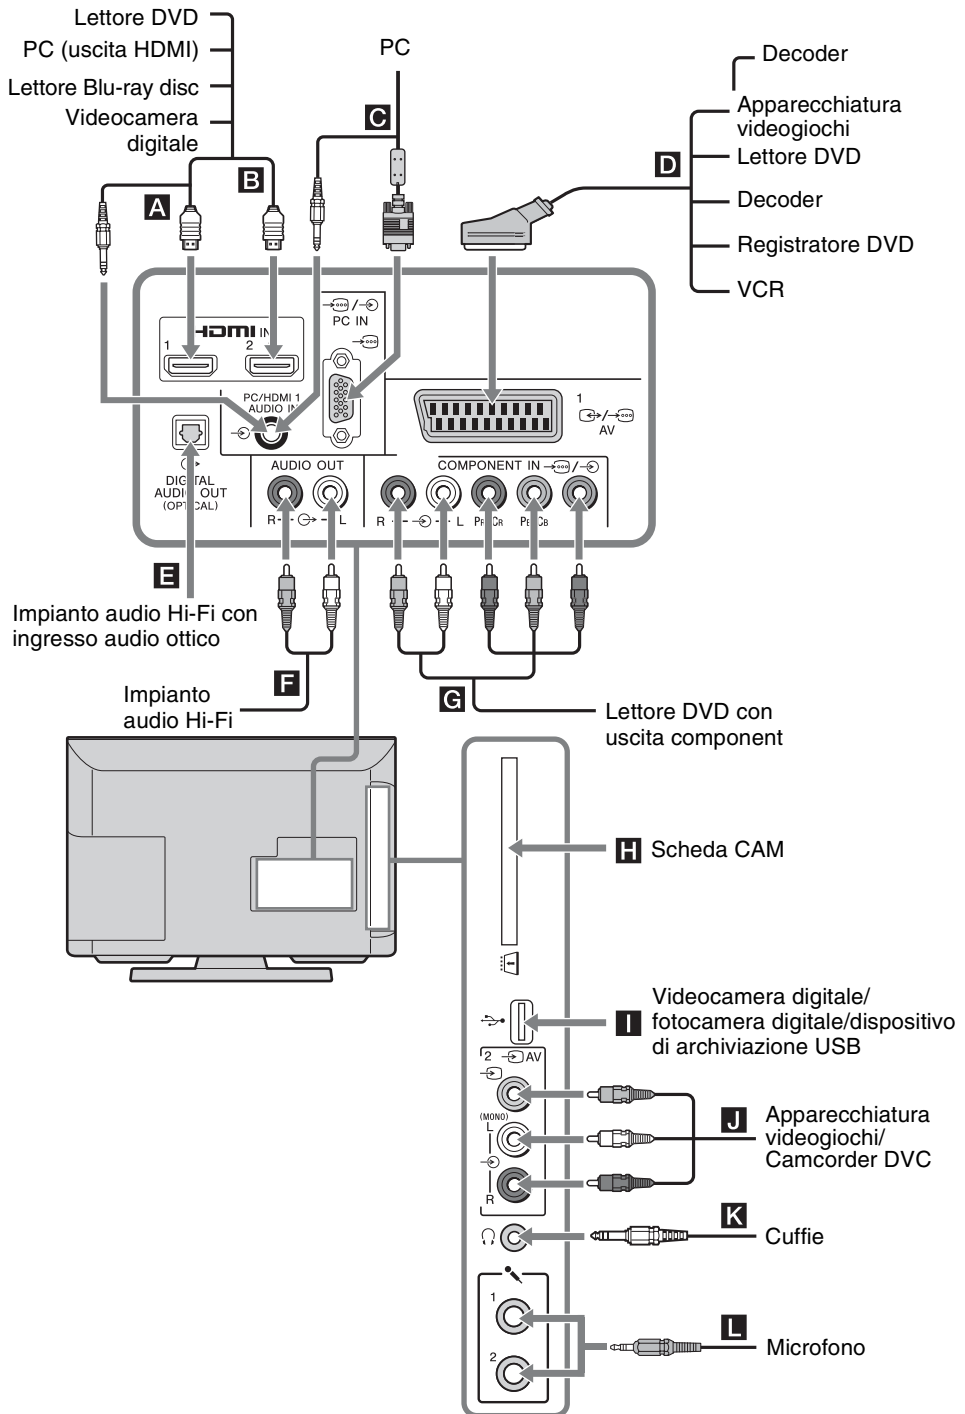 Lettore DVD
PC (uscita HDMI)
Lettore Blu-ray disc
Videocamera
digitale
PC
Decoder
Apparecchiatura
videogiochi
Lettore DVD
Decoder
Registratore DVD
VCR
A
B
C
D
HDMI IN
1
2
PC IN
PC/HDMI 1
AUDIO IN
1
AV
DIGITAL
AUDIO OUT
(OPTICAL)
AUDIO OUT
R
L
COMPONENT IN
R
L
PR/CR
PB/CB
E
Impianto audio Hi-Fi con
ingresso audio ottico
F
Impianto
audio Hi-Fi
G
Lettore DVD con
uscita component
H Scheda CAM
I
Videocamera digitale/
fotocamera digitale/dispositivo
di archiviazione USB
2
AV
(MONO)
L
R
J
Apparecchiatura
videogiochi/
Camcorder DVC
K
Cuffie
1
2
L
Microfono